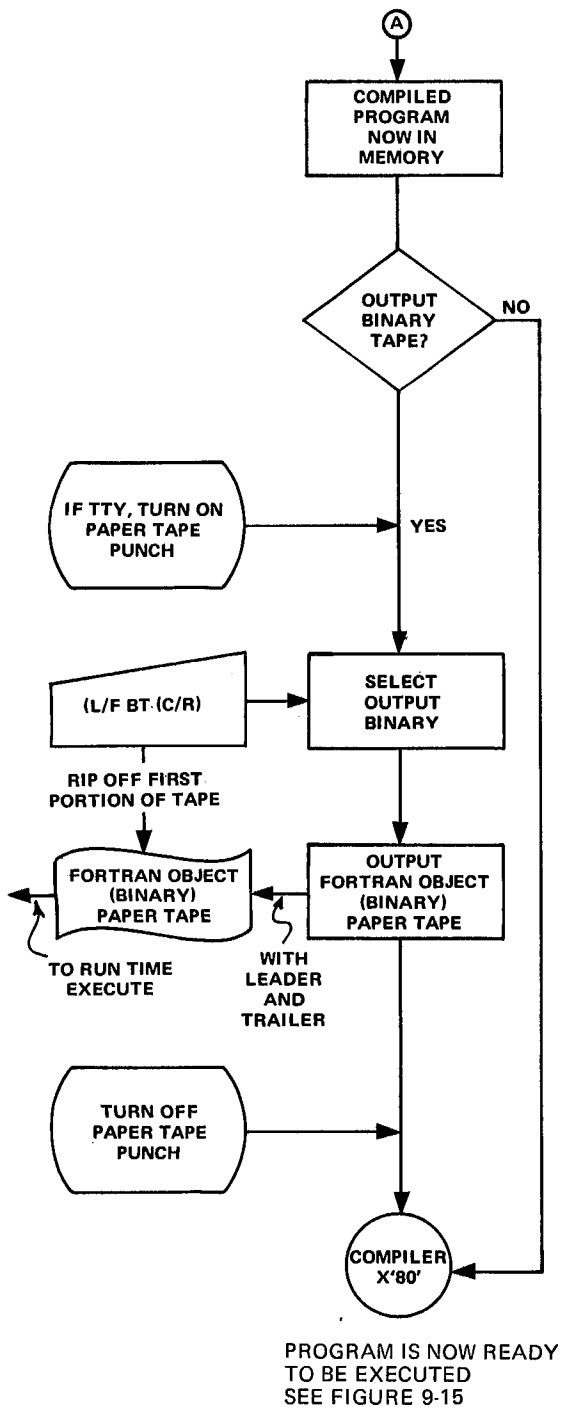 A
COMPILED
PROGRAM
NOW IN
MEMORY
OUTPUT
BINARY
TAPE?
NO
IF TTY, TURN ON
PAPER TAPE
PUNCH
YES
(L/F BT (C/R)
SELECT
OUTPUT
BINARY
RIP OFF FIRST
PORTION OF TAPE
FORTRAN OBJECT
(BINARY)
PAPER TAPE
OUTPUT
FORTRAN OBJECT
(BINARY)
PAPER TAPE
TO RUN TIME
EXECUTE
WITH
LEADER
AND
TRAILER
TURN OFF
PAPER TAPE
PUNCH
COMPILER
X'80'
PROGRAM IS NOW READY
TO BE EXECUTED
SEE FIGURE 9-15